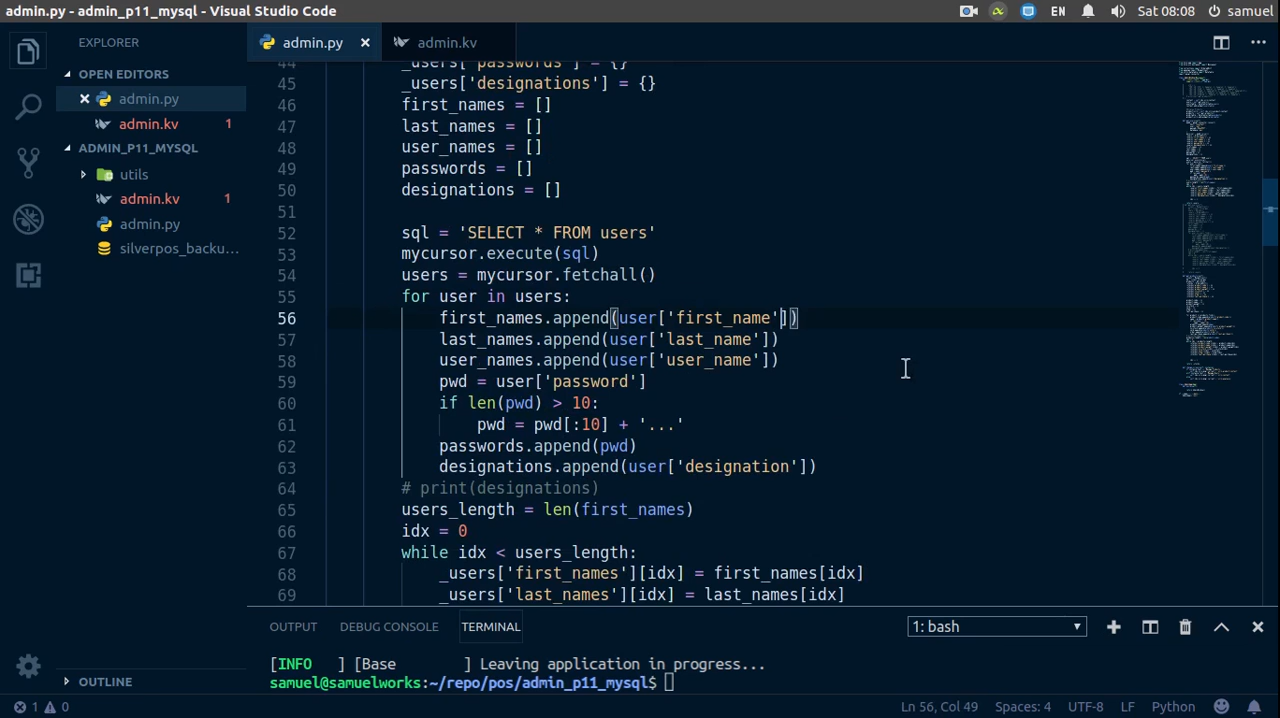 admin.py - admin_p11_mysql - Visual Studio Code
EN
Sat 08:08
samuel
EXPLORER
admin.py
admin.kv
OPEN EDITORS
admin.py
admin.kv 1
ADMIN_P11_MYSQL
utils
admin.kv 1
admin.py
silverpos_backu...
OUTLINE
44 _users['passwords'] = {}
45 _users['designations'] = {}
46 first_names = []
47 last_names = []
48 user_names = []
49 passwords = []
50 designations = []
51
52 sql = 'SELECT * FROM users'
53 mycursor.execute(sql)
54 users = mycursor.fetchall()
55 for user in users:
56 first_names.append(user['first_name'])
57 last_names.append(user['last_name'])
58 user_names.append(user['user_name'])
59 pwd = user['password']
60 if len(pwd) > 10:
61 pwd = pwd[:10] + '...'
62 passwords.append(pwd)
63 designations.append(user['designation'])
64 # print(designations)
65 users_length = len(first_names)
66 idx = 0
67 while idx < users_length:
68 _users['first_names'][idx] = first_names[idx]
69 _users['last_names'][idx] = last_names[idx]
OUTPUT DEBUG CONSOLE TERMINAL 1: bash
[INFO ] [Base ] Leaving application in progress...
samuel@samuelworks:~/repo/pos/admin_p11_mysql$
1 0 Ln 56, Col 49 Spaces: 4 UTF-8 LF Python